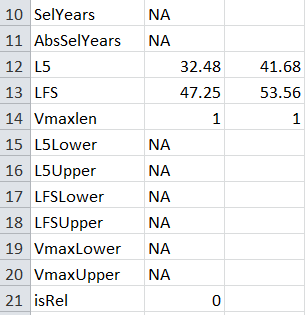 10 SelYears NA
11 AbsSelYears NA
12 L5 32.48 41.68
13 LFS 47.25 53.56
14 Vmaxlen 1 1
15 L5Lower NA
16 L5Upper NA
17 LFSLower NA
18 LFSUpper NA
19 VmaxLower NA
20 VmaxUpper NA
21 isRel 0